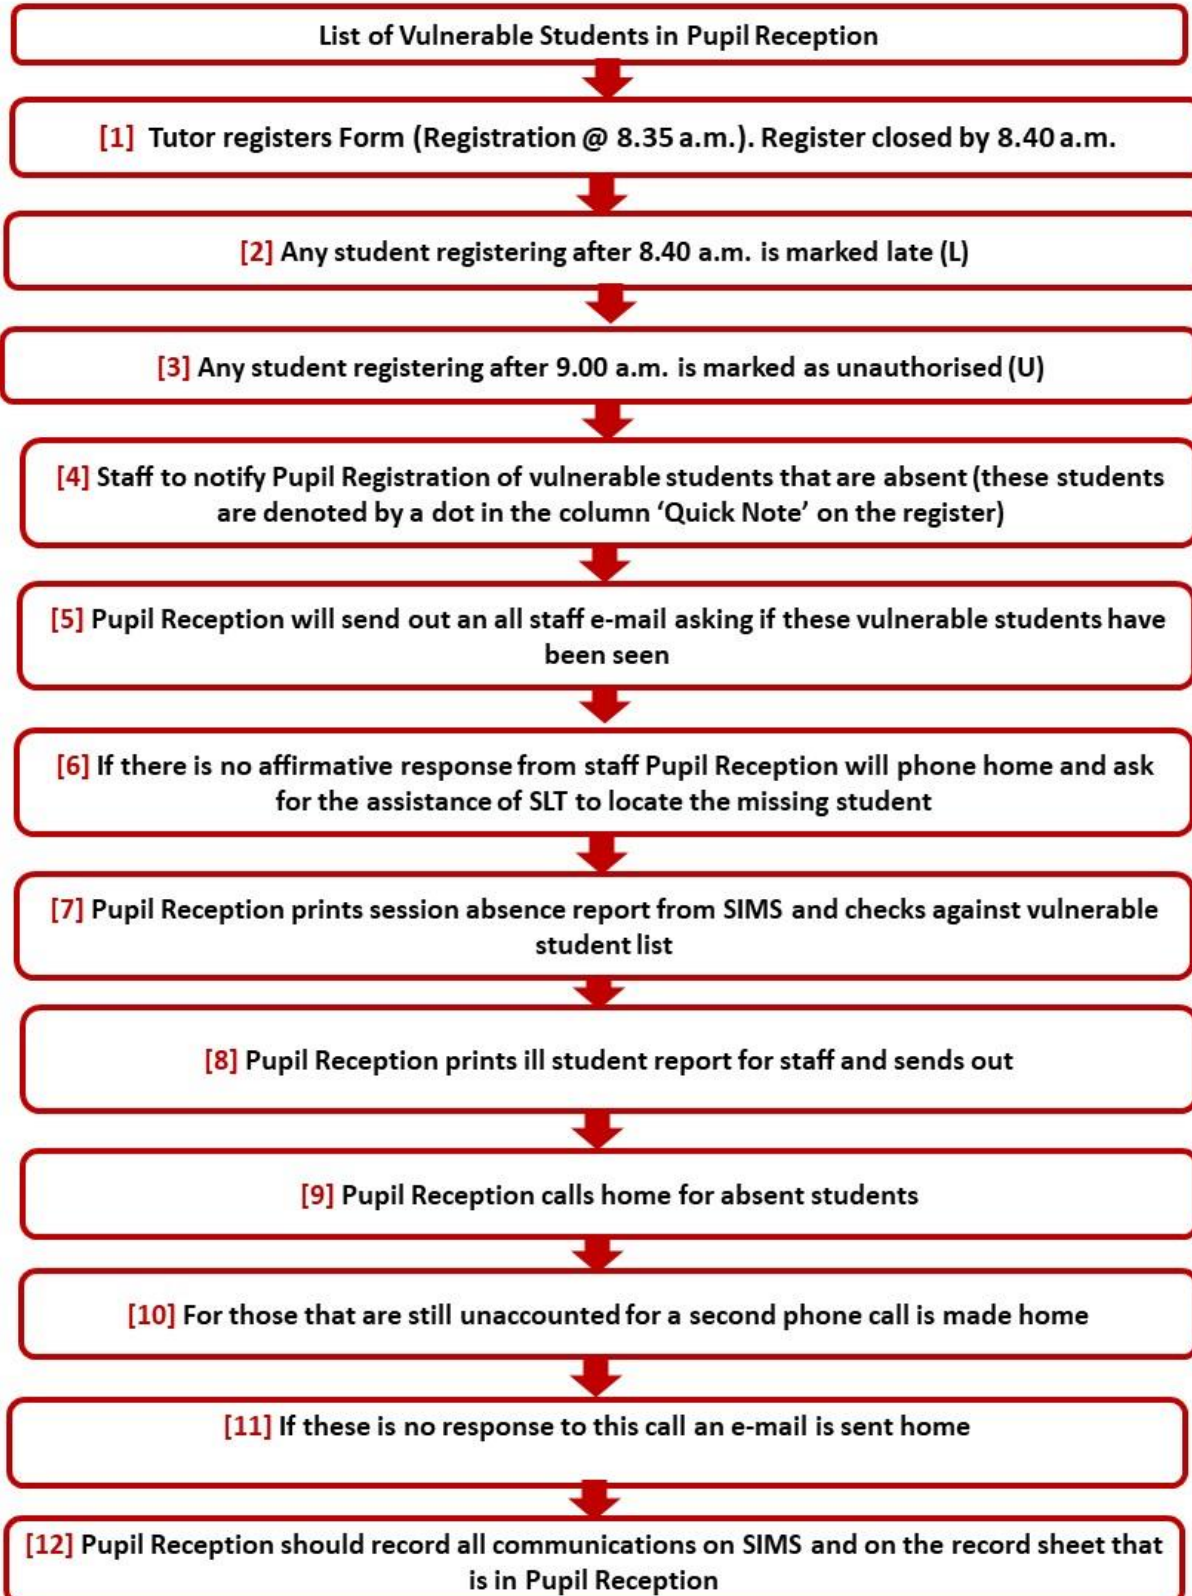 List of Vulnerable Students in Pupil Reception
[1] Tutor registers Form (Registration @ 8.35 a.m.). Register closed by 8.40 a.m.
[2] Any student registering after 8.40 a.m. is marked late (L)
[3] Any student registering after 9.00 a.m. is marked as unauthorised (U)
[4] Staff to notify Pupil Registration of vulnerable students that are absent (these students
are denoted by a dot in the column ‘Quick Note’ on the register)
[5] Pupil Reception will send out an all staff e-mail asking if these vulnerable students have
been seen
[6] If there is no affirmative response from staff Pupil Reception will phone home and ask
for the assistance of SLT to locate the missing student
[7] Pupil Reception prints session absence report from SIMS and checks against vulnerable
student list
[8] Pupil Reception prints ill student report for staff and sends out
[9] Pupil Reception calls home for absent students
[10] For those that are still unaccounted for a second phone call is made home
[11] If these is no response to this call an e-mail is sent home
[12] Pupil Reception should record all communications on SIMS and on the record sheet that
is in Pupil Reception